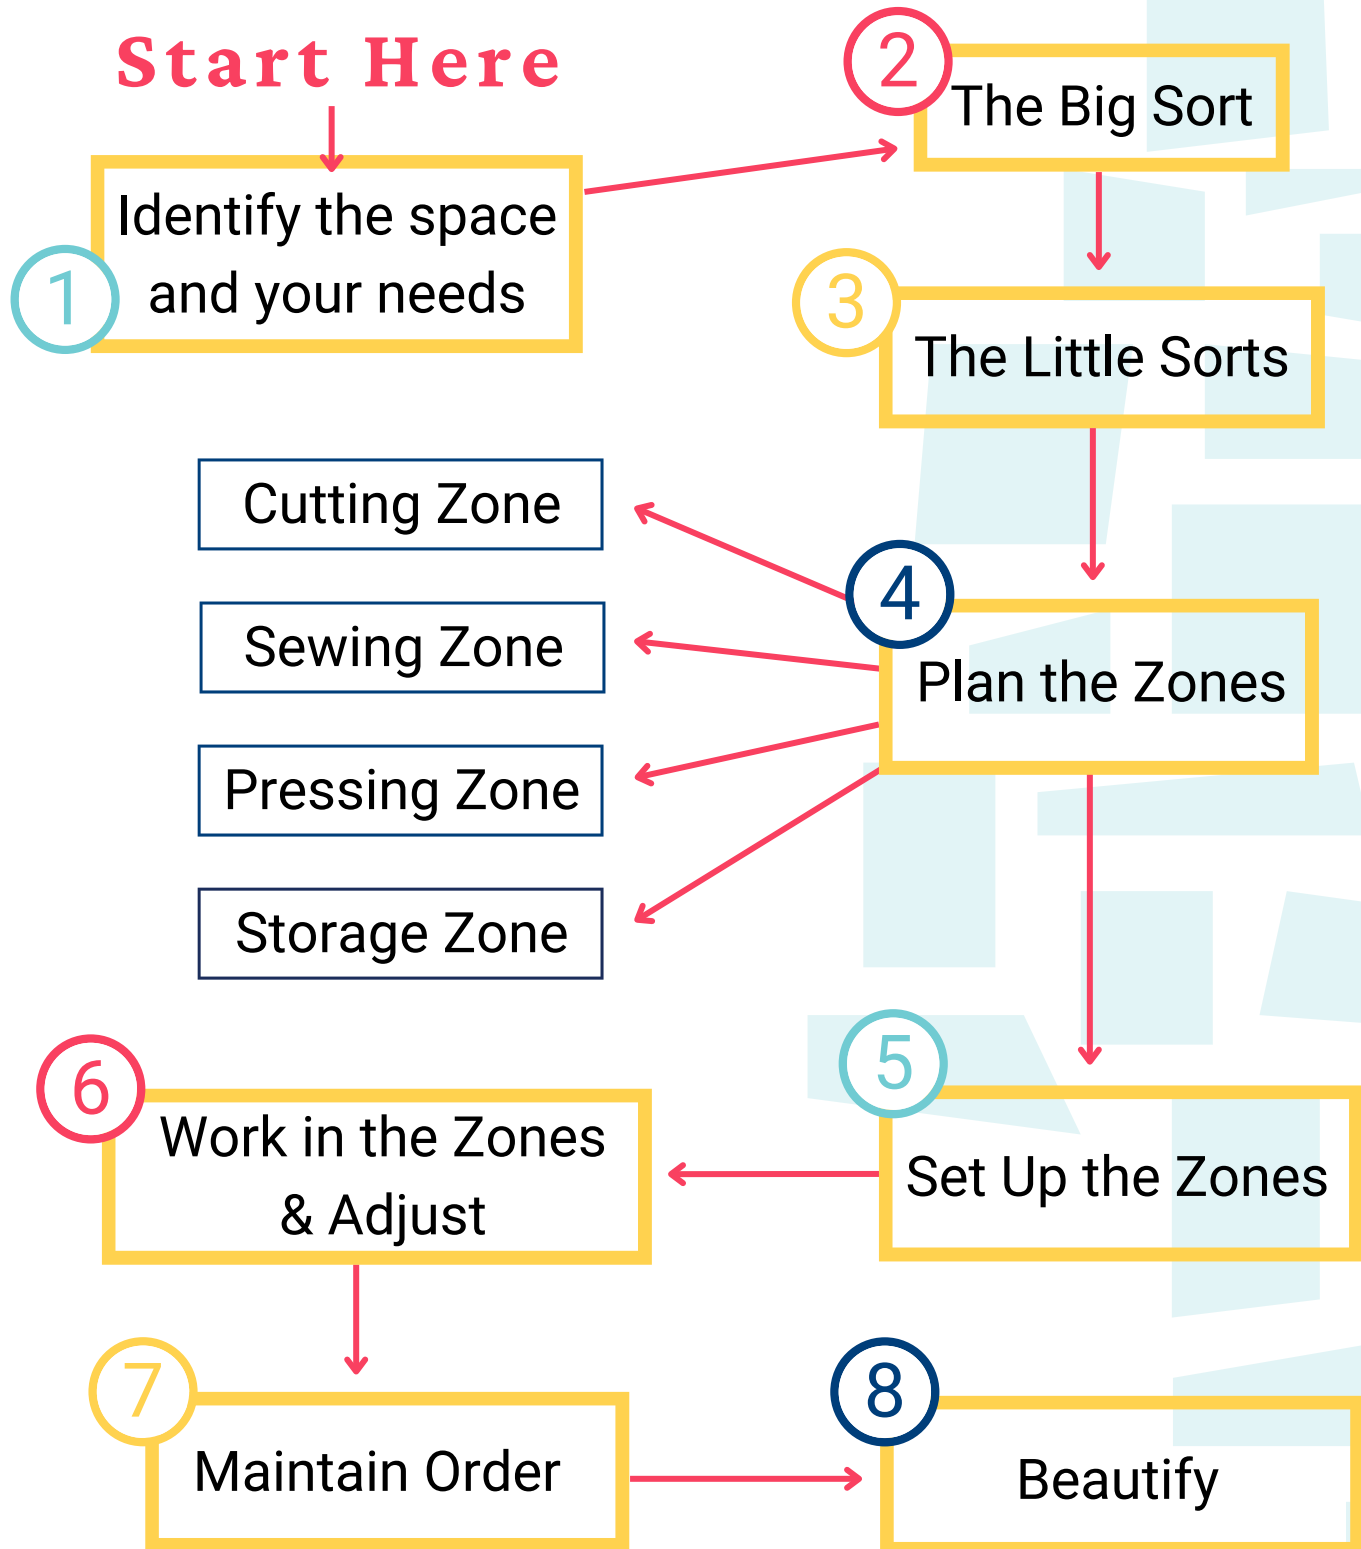 Start Here
1
Identify the space
and your needs
2
The Big Sort
3
The Little Sorts
4
Plan the Zones
Cutting Zone
Sewing Zone
Pressing Zone
Storage Zone
5
Set Up the Zones
6
Work in the Zones
& Adjust
7
Maintain Order
8
Beautify